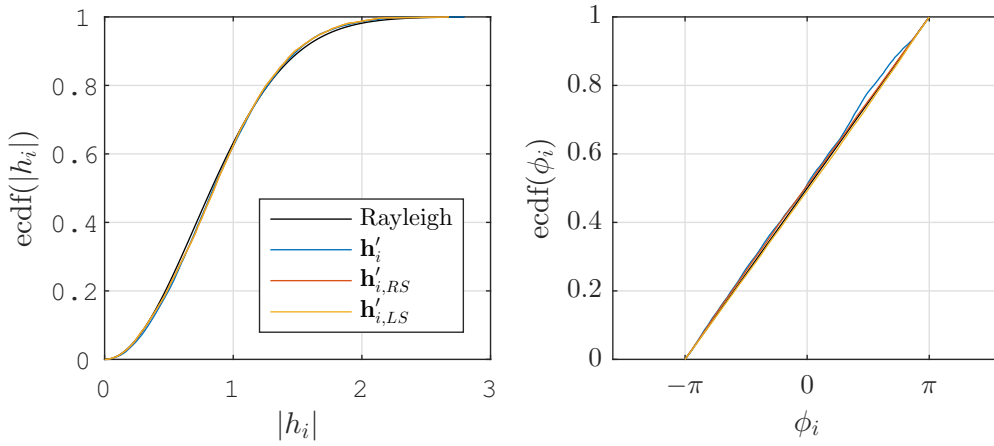 1
0.8
0.6
0.4
0.2
0
0 1 2 3
ecdf(|h_i|)
|h_i|
Rayleigh
𝐡′_i
𝐡′_{i,RS}
𝐡′_{i,LS}
1
0.8
0.6
0.4
0.2
0
−π 0 π
ecdf(ϕ_i)
ϕ_i